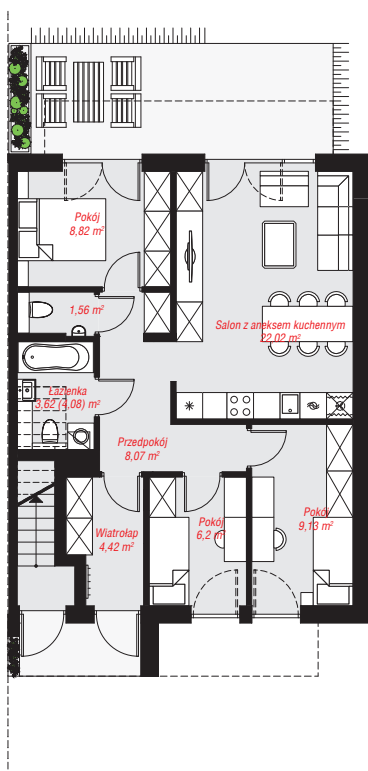 Pokój
8,82 m²
1,56 m²
Salon z aneksem kuchennym
22,02 m²
Łazienka
3,62 (4,08) m²
Przedpokój
8,07 m²
Wiatrołap
4,42 m²
Pokój
6,2 m²
Pokój
9,13 m²